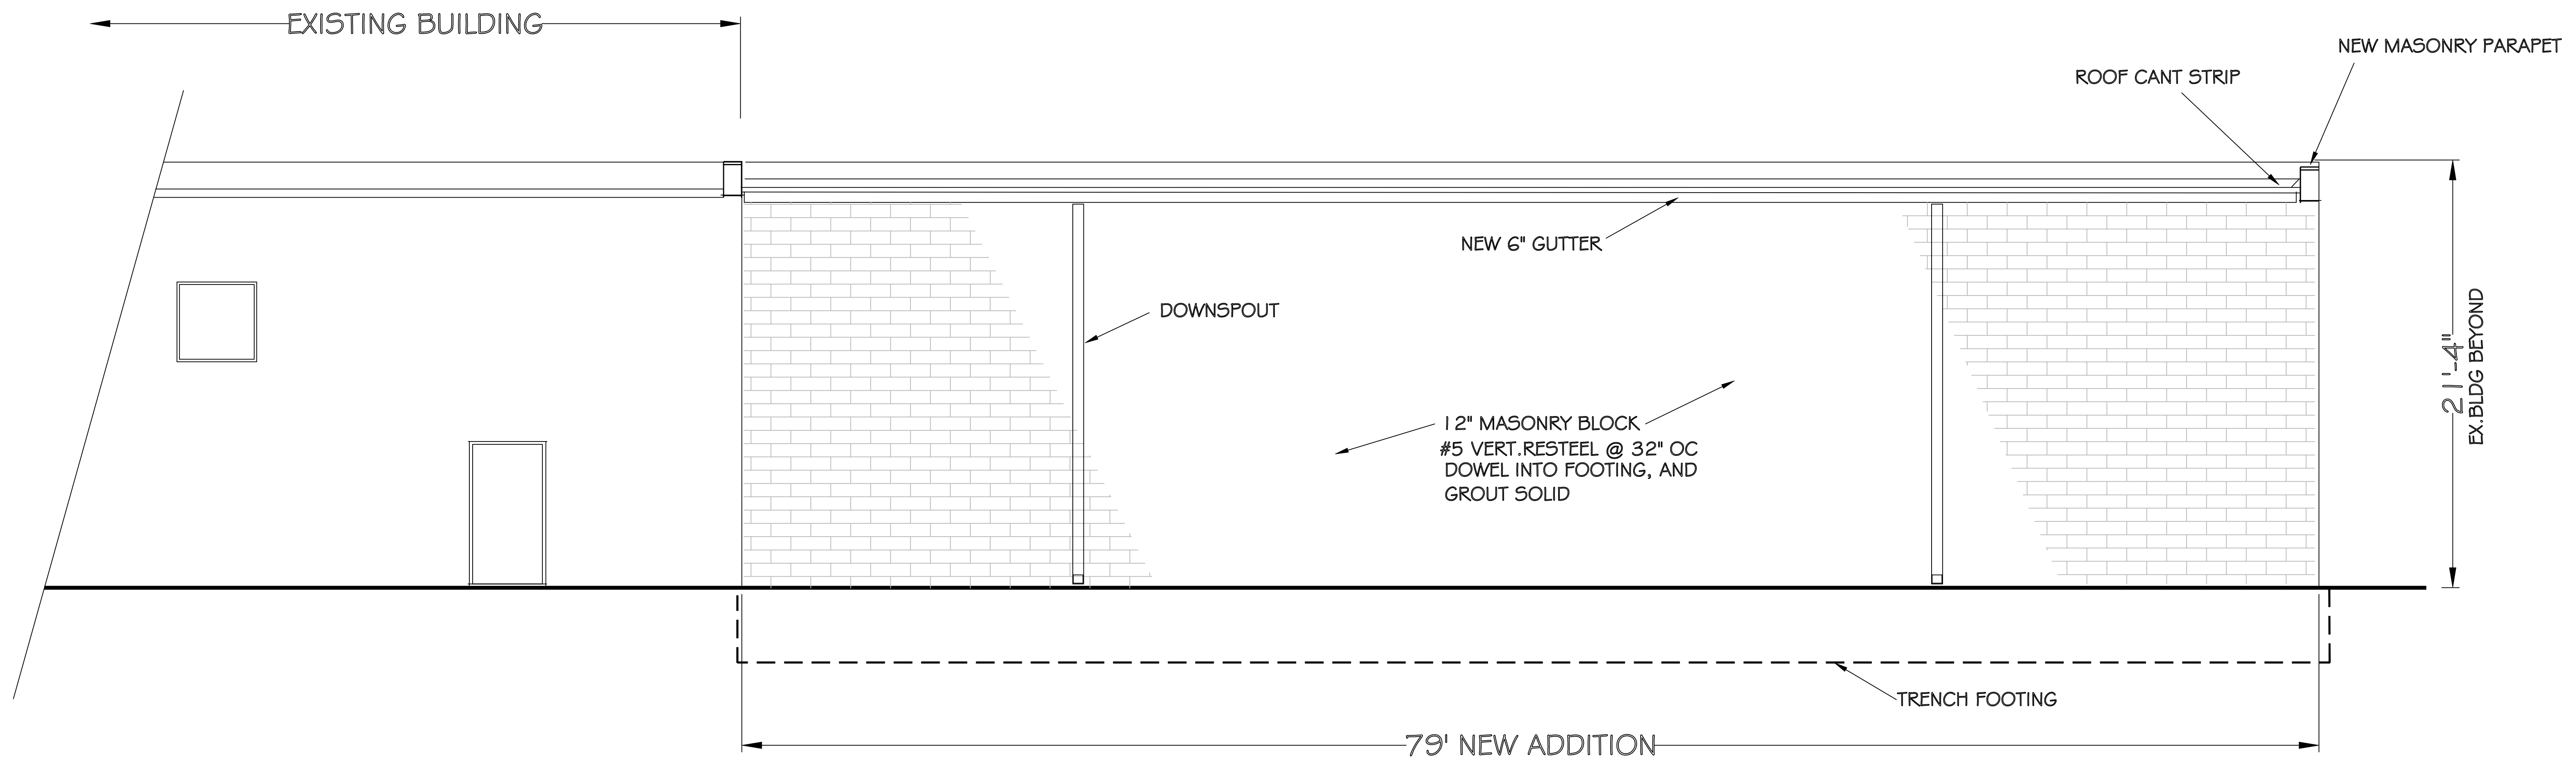 EXISTING BUILDING
NEW MASONRY PARAPET
ROOF CANT STRIP
NEW 6" GUTTER
DOWNSPOUT
12" MASONRY BLOCK
#5 VERT.RESTEEL @ 32" OC
DOWEL INTO FOOTING, AND
GROUT SOLID
21'-4"
EX.BLDG BEYOND
TRENCH FOOTING
79' NEW ADDITION